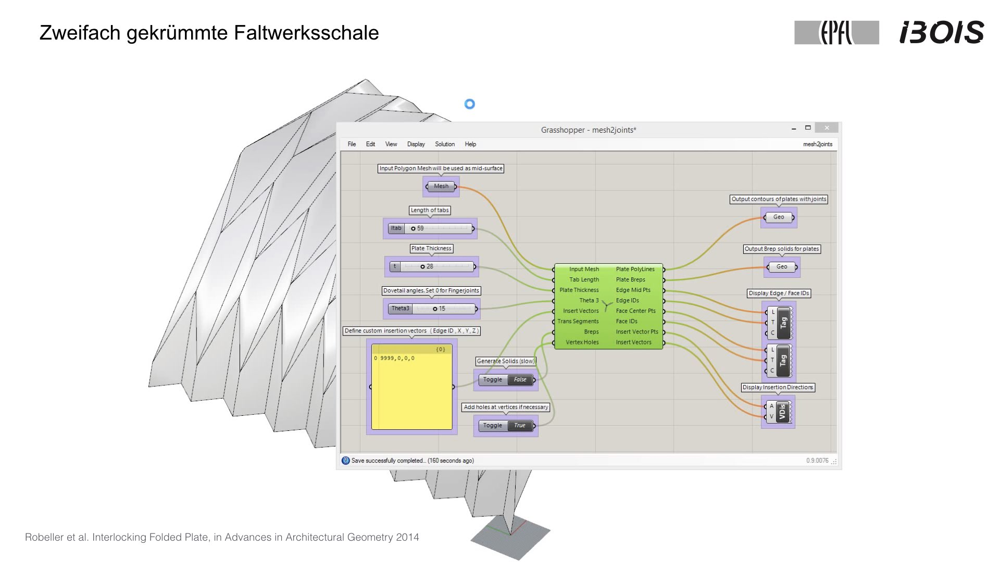 Zweifach gekrümmte Faltwerksschale
EPFL
iBOIS
Grasshopper - mesh2joints*
File Edit View Display Solution Help
mesh2joints
Input Polygon Mesh will be used as mid-surface
Mesh
Length of tabs
ltab 59
Plate Thickness
t 28
Dovetail angles. Set 0 for Fingerjoints
Theta3 15
Define custom insertion vectors ( Edge ID , X , Y, Z )
{0}
0 9999,0,0,0
Generate Solids (slow)
Toggle False
Add holes at vertices if necessary
Toggle True
Input Mesh Plate PolyLines
Tab Length Plate Breps
Plate Thickness Edge Mid Pts
Theta 3 Edge IDs
Insert Vectors Face Center Pts
Trans Segments Face IDs
Breps Insert Vector Pts
Vertex Holes Insert Vectors
Output contours of plates with joints
Geo
Output Brep solids for plates
Geo
Display Edge / Face IDs
L
T
C
Tag
L
T
C
Tag
Display Insertion Directions
A
V
VDis
Save successfully completed... (160 seconds ago)
0.9.0076
Robeller et al. Interlocking Folded Plate, in Advances in Architectural Geometry 2014